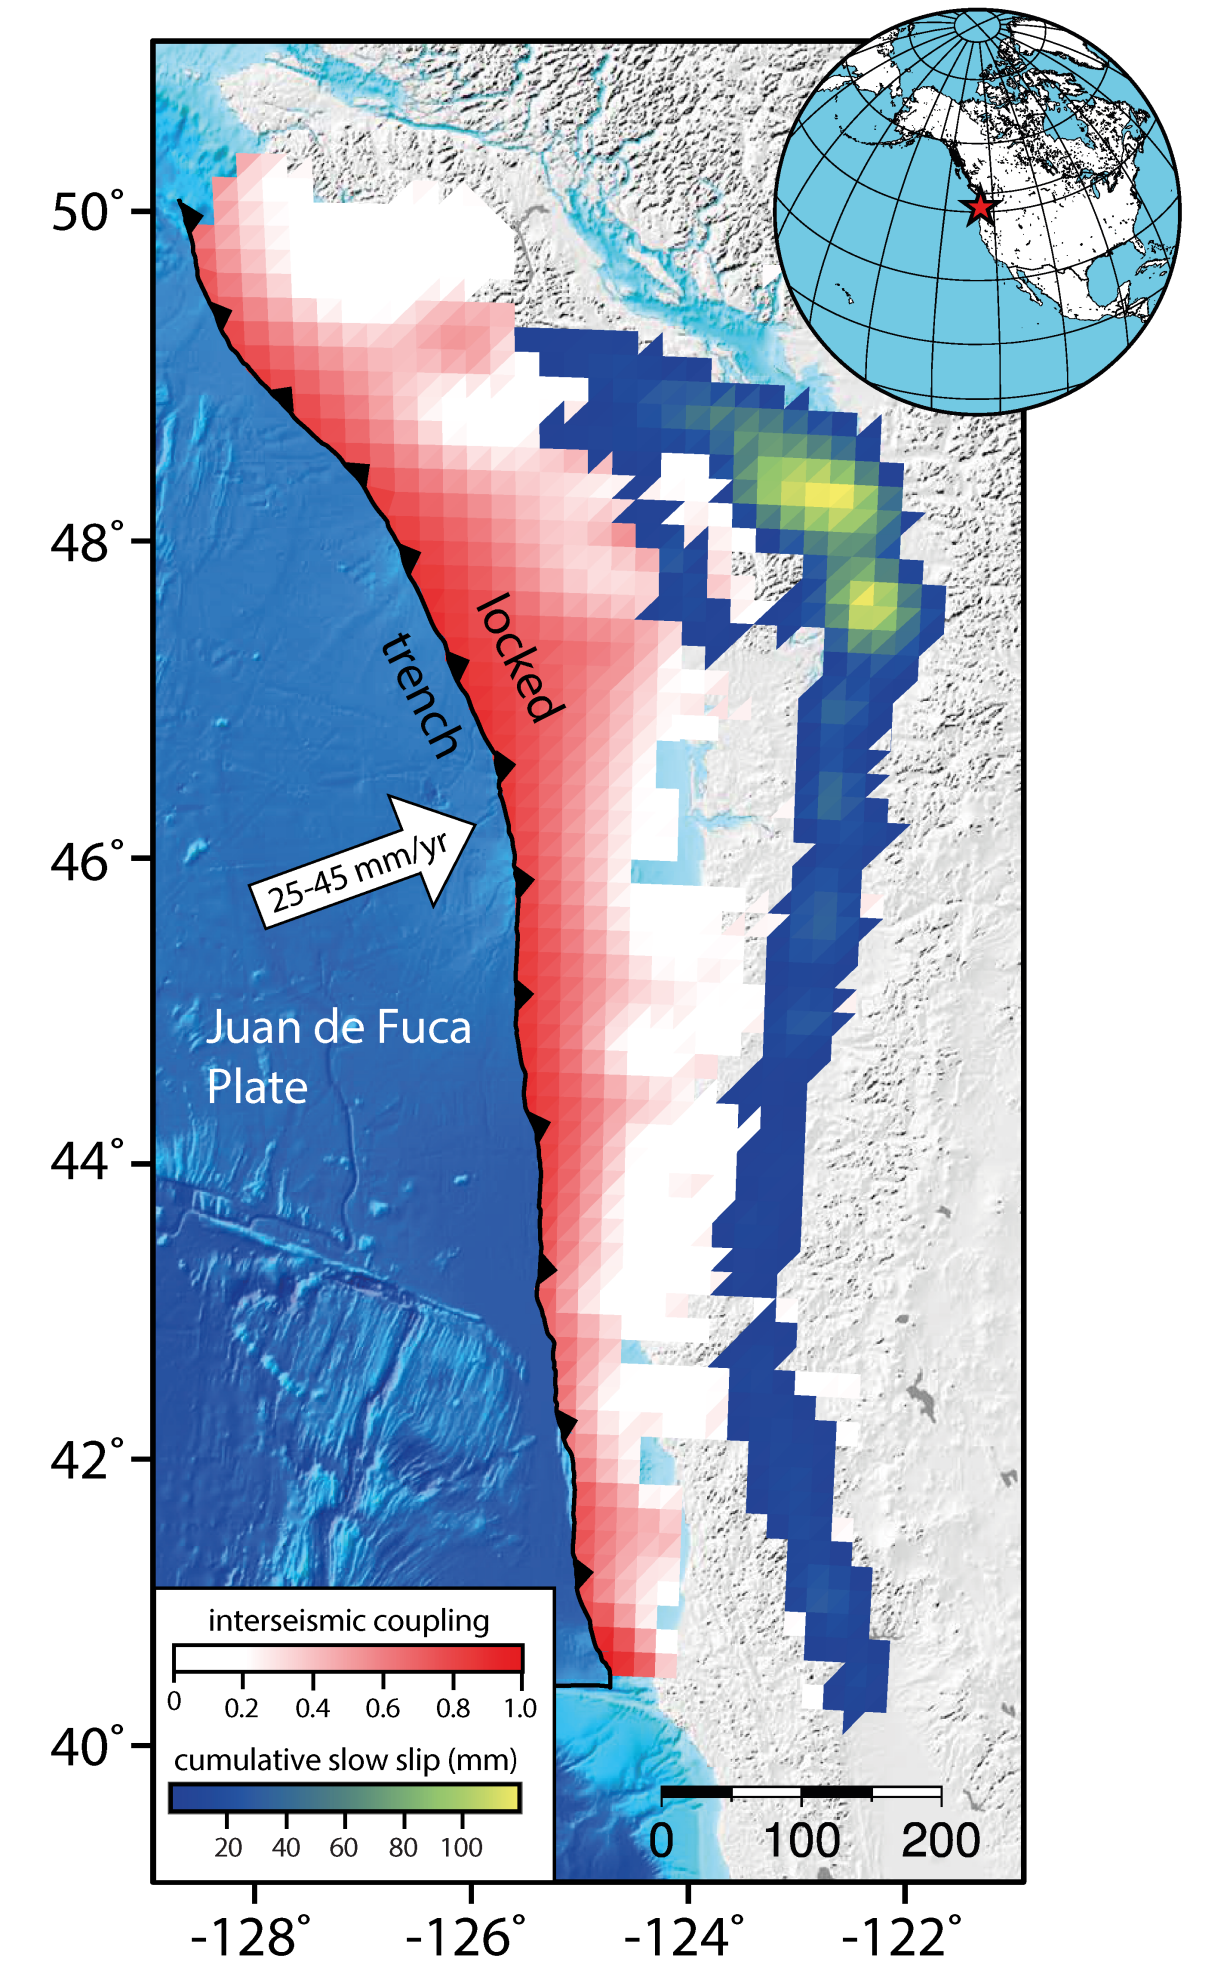 50°
48°
46°
44°
42°
40°
locked
trench
25-45 mm/yr
Juan de Fuca
Plate
interseismic coupling
0 0.2 0.4 0.6 0.8 1.0
cumulative slow slip (mm)
20 40 60 80 100
0 100 200
-128° -126° -124° -122°